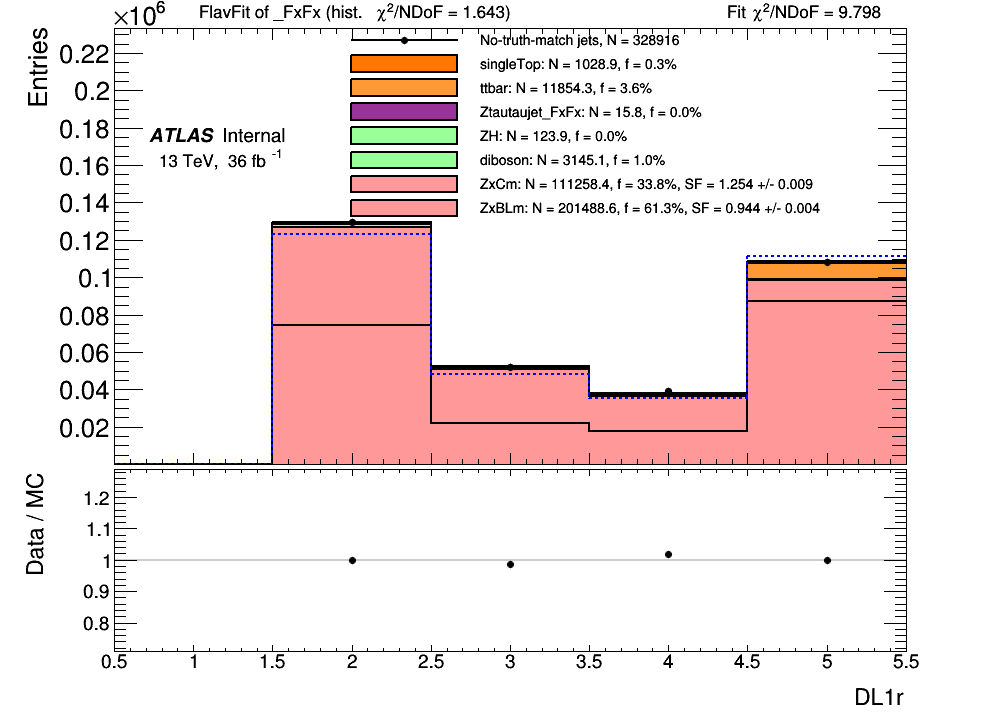 ×10⁶ FlavFit of _FxFx (hist. χ²/NDoF = 1.643) Fit χ²/NDoF = 9.798
Entries
0.22
0.2
0.18
0.16
0.14
0.12
0.1
0.08
0.06
0.04
0.02
No-truth-match jets, N = 328916
singleTop: N = 1028.9, f = 0.3%
ttbar: N = 11854.3, f = 3.6%
Ztautaujet_FxFx: N = 15.8, f = 0.0%
ZH: N = 123.9, f = 0.0%
diboson: N = 3145.1, f = 1.0%
ZxCm: N = 111258.4, f = 33.8%, SF = 1.254 +/- 0.009
ZxBLm: N = 201488.6, f = 61.3%, SF = 0.944 +/- 0.004
ATLAS Internal
13 TeV, 36 fb⁻¹
Data / MC
1.2
1.1
1
0.9
0.8
0.5 1 1.5 2 2.5 3 3.5 4 4.5 5 5.5
DL1r